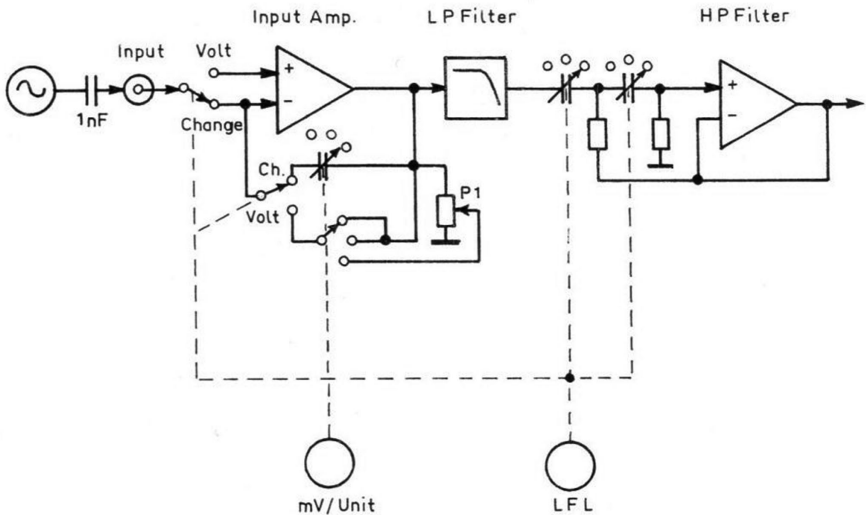 Input Amp.
LP Filter
HP Filter
Input
Volt
+
−
1nF
Change
+
−
Ch.
Volt
P1
mV/Unit
LFL